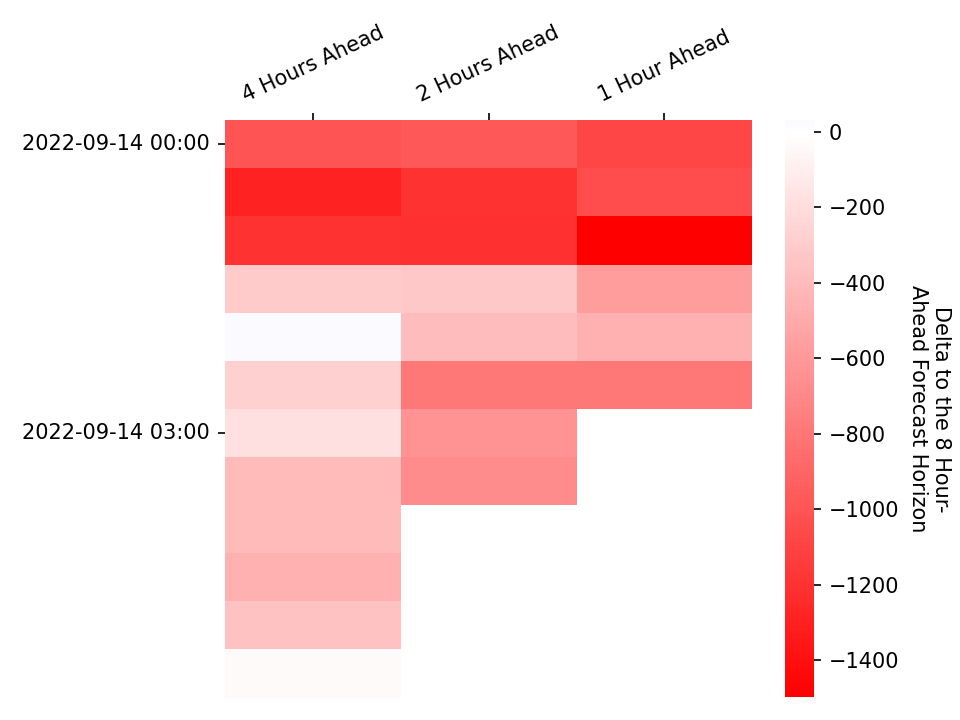 4 Hours Ahead
2 Hours Ahead
1 Hour Ahead
2022-09-14 00:00
2022-09-14 03:00
0
−200
−400
−600
−800
−1000
−1200
−1400
Delta to the 8 Hour-
Ahead Forecast Horizon